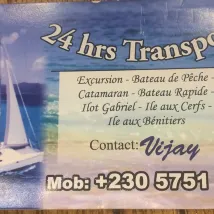 24 hrs Transpo
Excursion - Bateau de Pêche -
Catamaran - Bateau Rapide -
Ilot Gabriel - Ile aux Cerfs -
Ile aux Bénitiers
Contact: Vijay
Mob: +230 5751